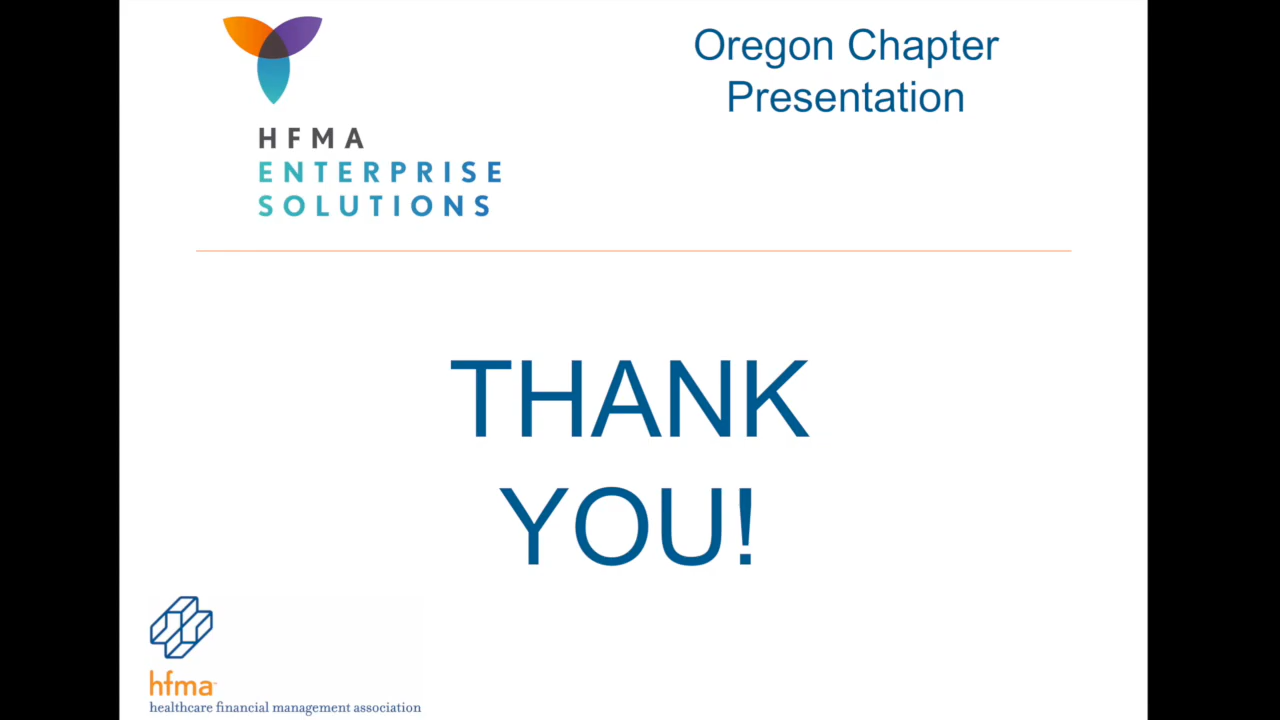 Oregon Chapter
Presentation
HFMA
ENTERPRISE
SOLUTIONS
THANK
YOU!
hfma
healthcare financial management association